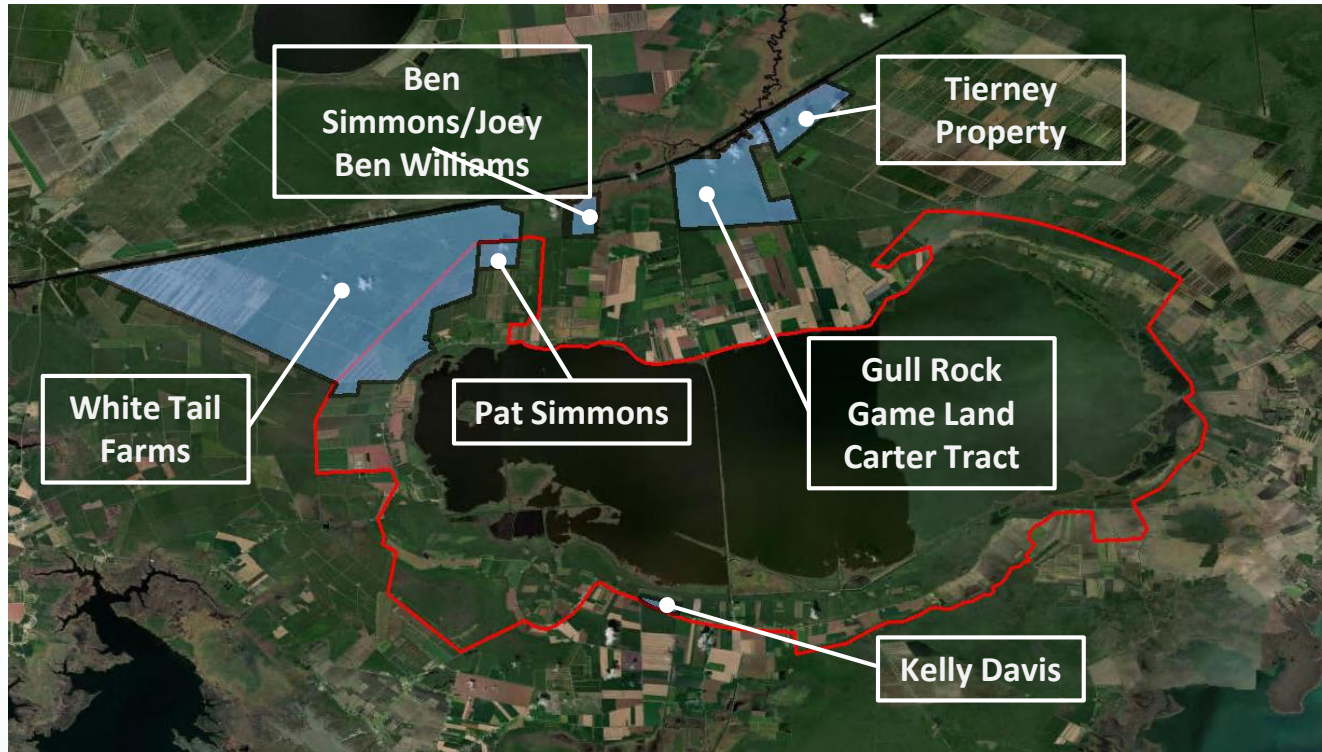 Ben
Simmons/Joey
Ben Williams
Tierney
Property
White Tail
Farms
Pat Simmons
Gull Rock
Game Land
Carter Tract
Kelly Davis